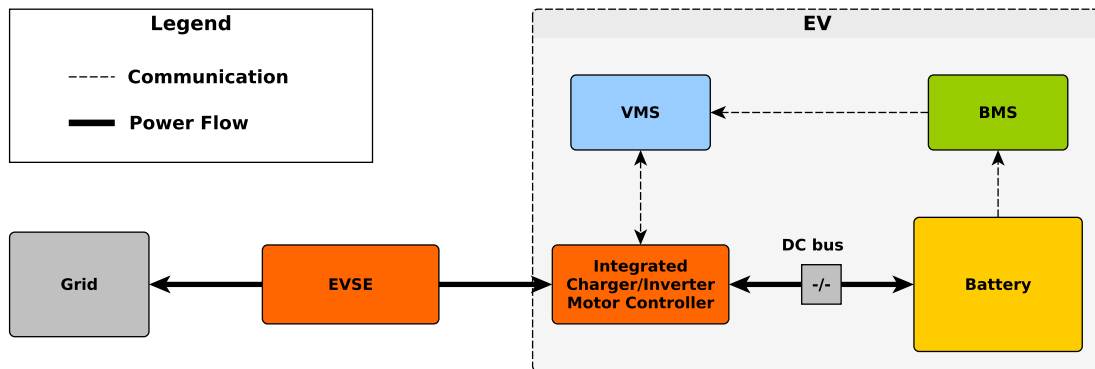 Legend
Communication
Power Flow
EV
VMS
BMS
Grid
EVSE
Integrated
Charger/Inverter
Motor Controller
DC bus
-/-
Battery